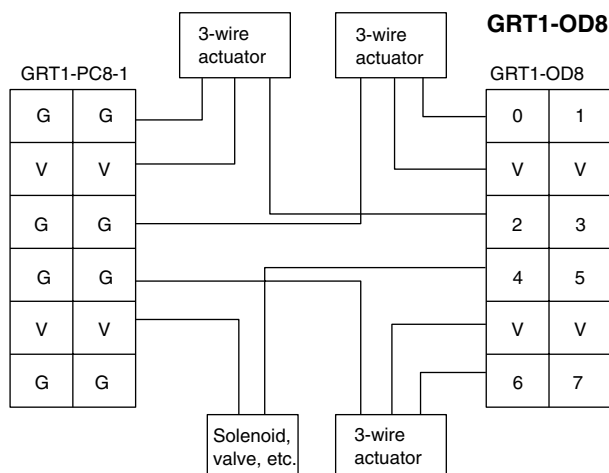 GRT1-OD8
3-wire
actuator
3-wire
actuator
GRT1-PC8-1
GRT1-OD8
G G
V V
G G
G G
V V
G G
0 1
V V
2 3
4 5
V V
6 7
Solenoid,
valve, etc.
3-wire
actuator